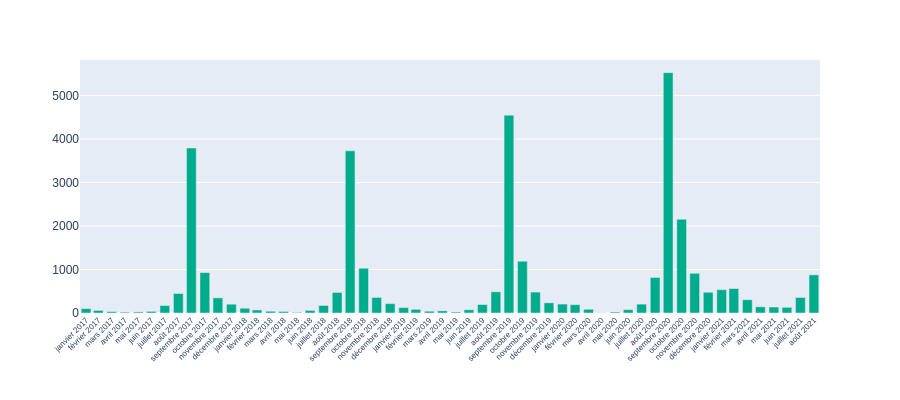 5000
4000
3000
2000
1000
0
janvier 2017
février 2017
mars 2017
avril 2017
mai 2017
juin 2017
juillet 2017
août 2017
septembre 2017
octobre 2017
novembre 2017
décembre 2017
janvier 2018
février 2018
mars 2018
avril 2018
mai 2018
juin 2018
juillet 2018
août 2018
septembre 2018
octobre 2018
novembre 2018
décembre 2018
janvier 2019
février 2019
mars 2019
avril 2019
mai 2019
juin 2019
juillet 2019
août 2019
septembre 2019
octobre 2019
novembre 2019
décembre 2019
janvier 2020
février 2020
mars 2020
avril 2020
mai 2020
juin 2020
juillet 2020
août 2020
septembre 2020
octobre 2020
novembre 2020
décembre 2020
janvier 2021
février 2021
mars 2021
avril 2021
mai 2021
juin 2021
juillet 2021
août 2021